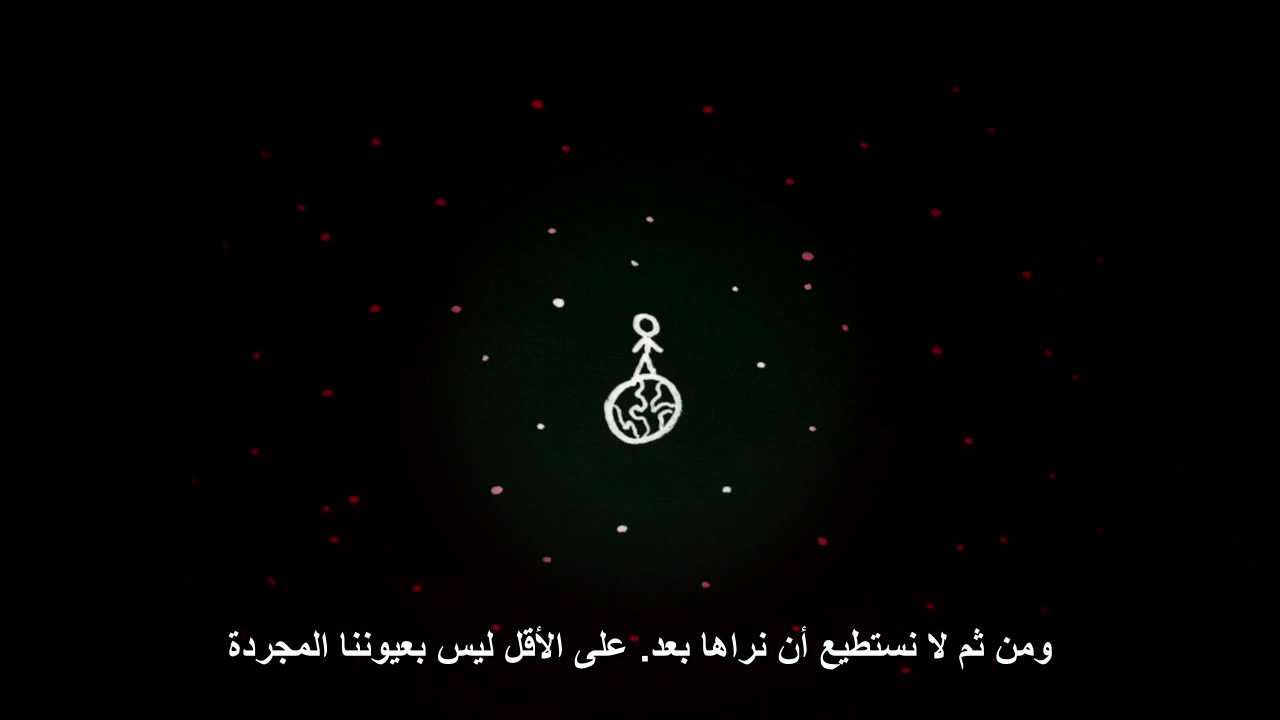 ومن ثم لا نستطيع أن نراها بعد. على الأقل ليس بعيوننا المجردة